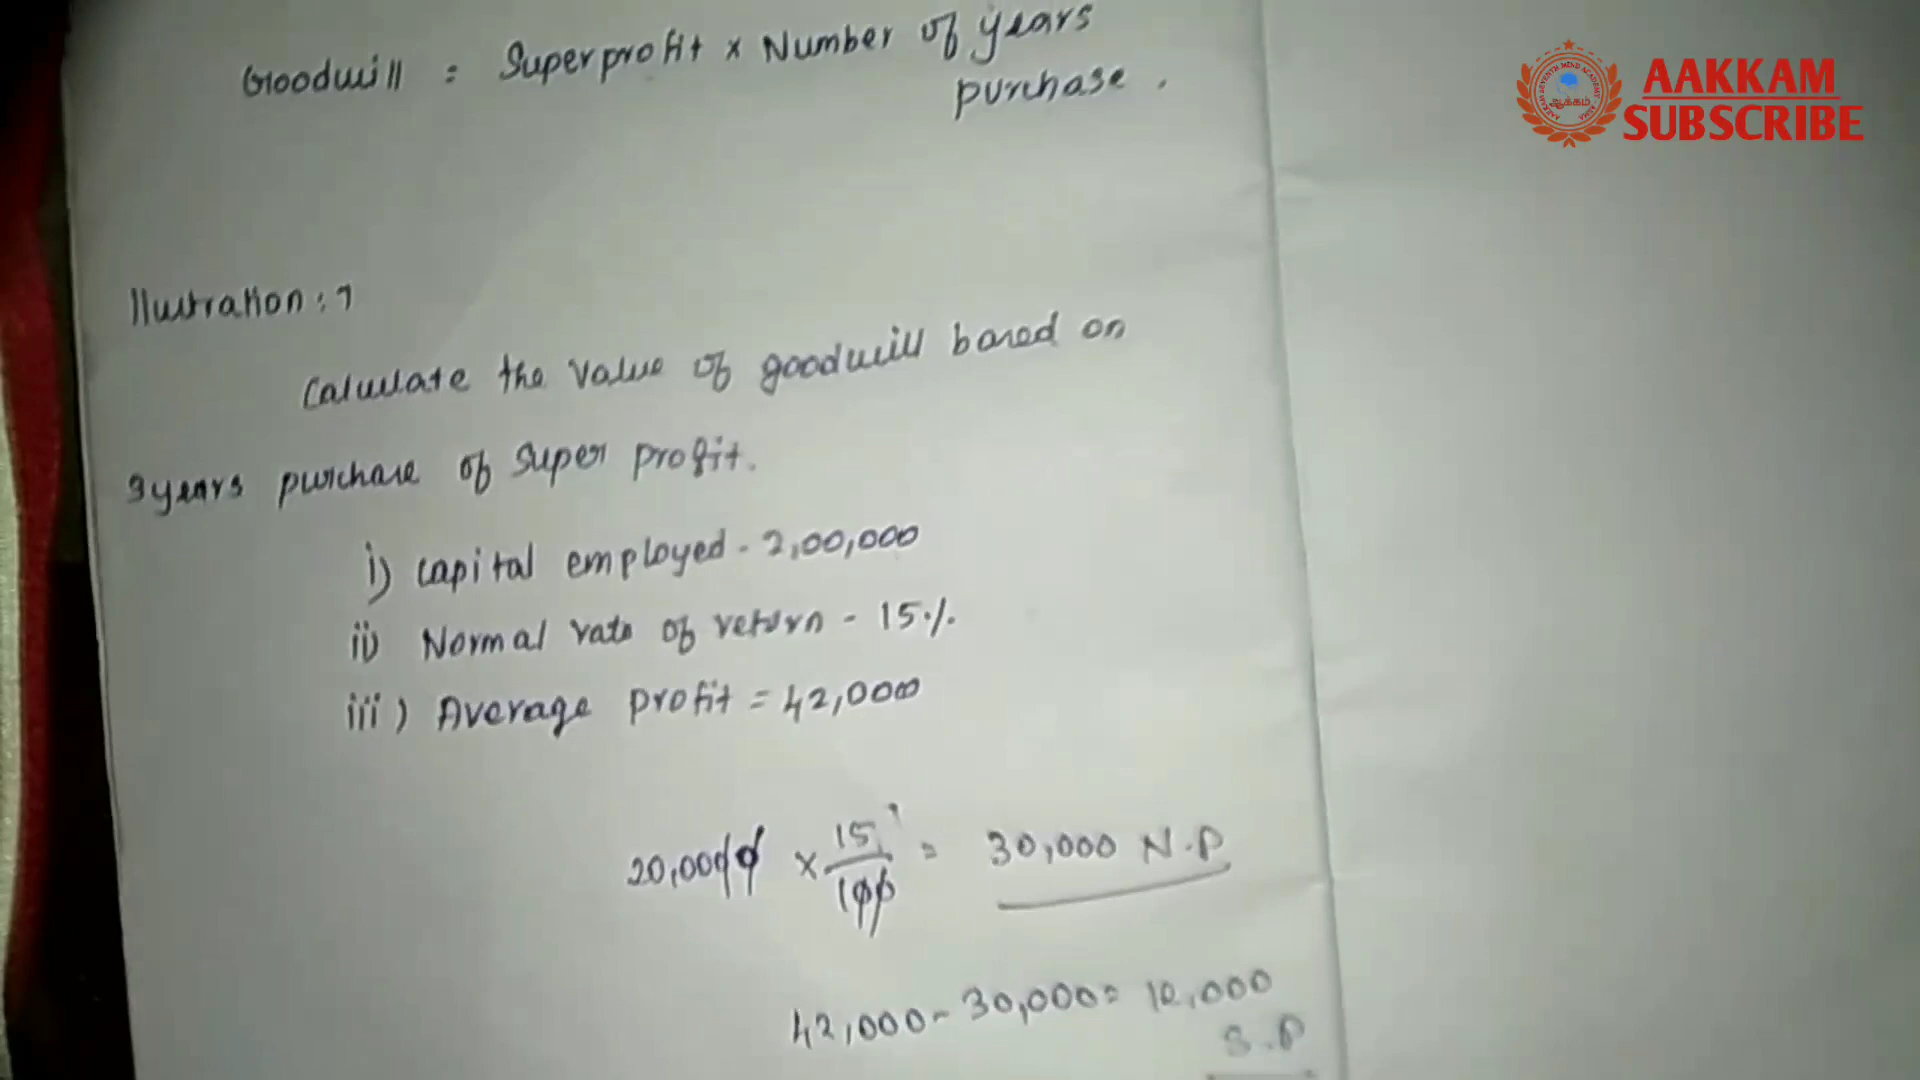 Goodwill = Superprofit x Number of years
purchase.
Illustration: 7
Calculate the value of goodwill based on
3 years purchase of super profit.
i) capital employed - 2,00,000
ii) Normal rate of return - 15%
iii) Average profit = 42,000
20,0000 x 15/100 = 30,000 N.P
42,000 - 30,000 = 12,000
S.P
AAKKAM
SUBSCRIBE
ஆக்கம்